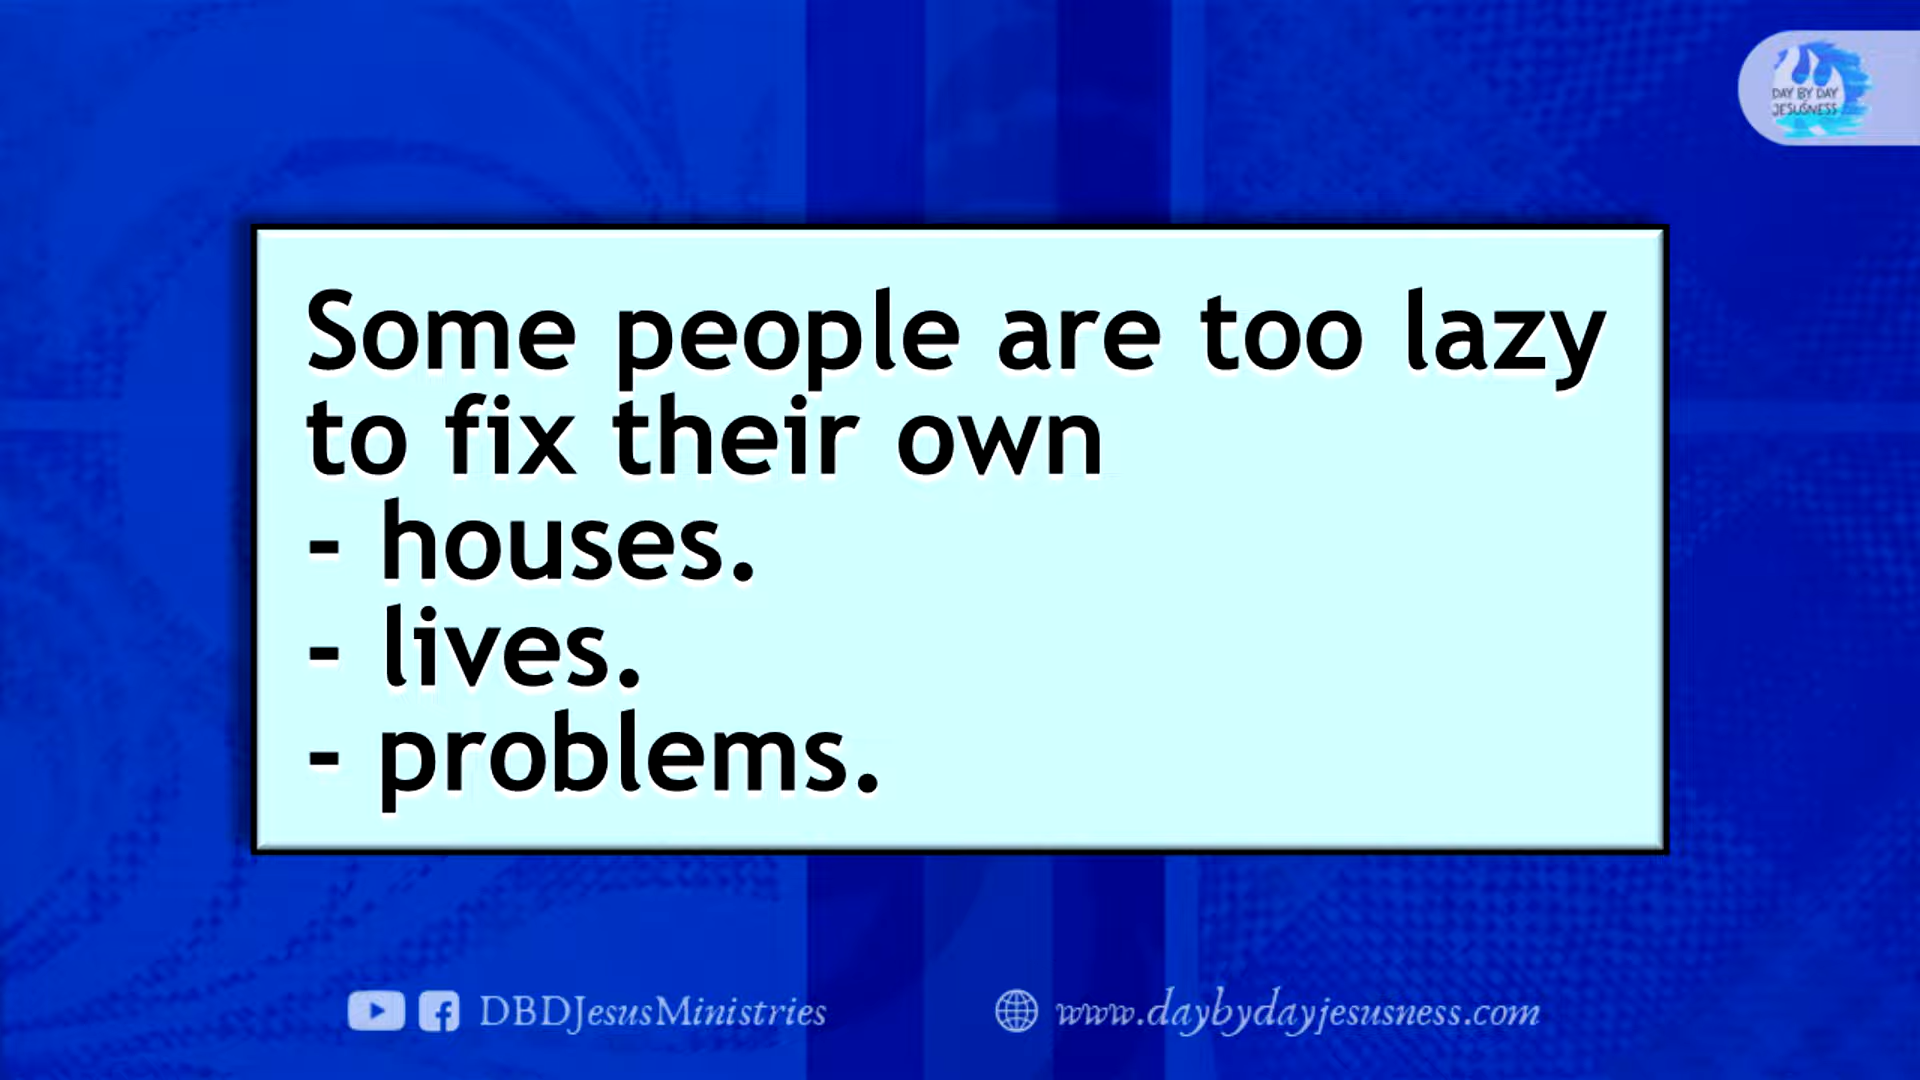 DAY BY DAY
JESUSNESS
Some people are too lazy
to fix their own
- houses.
- lives.
- problems.
DBDJesusMinistries
www.daybydayjesusness.com